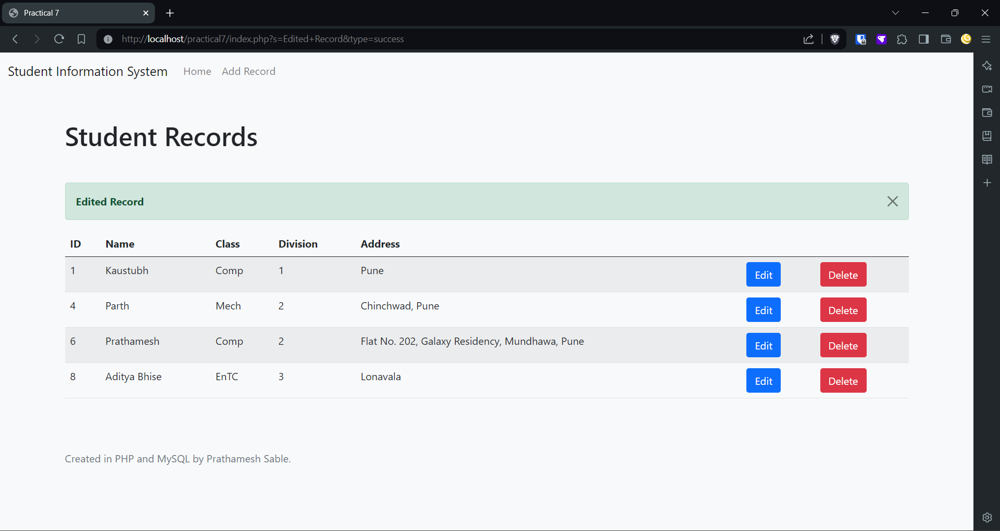 Practical 7
http://localhost/practical7/index.php?s=Edited+Record&type=success
Student Information System Home Add Record
Student Records
Edited Record
ID Name Class Division Address
1 Kaustubh Comp 1 Pune Edit Delete
4 Parth Mech 2 Chinchwad, Pune Edit Delete
6 Prathamesh Comp 2 Flat No. 202, Galaxy Residency, Mundhawa, Pune Edit Delete
8 Aditya Bhise EnTC 3 Lonavala Edit Delete
Created in PHP and MySQL by Prathamesh Sable.